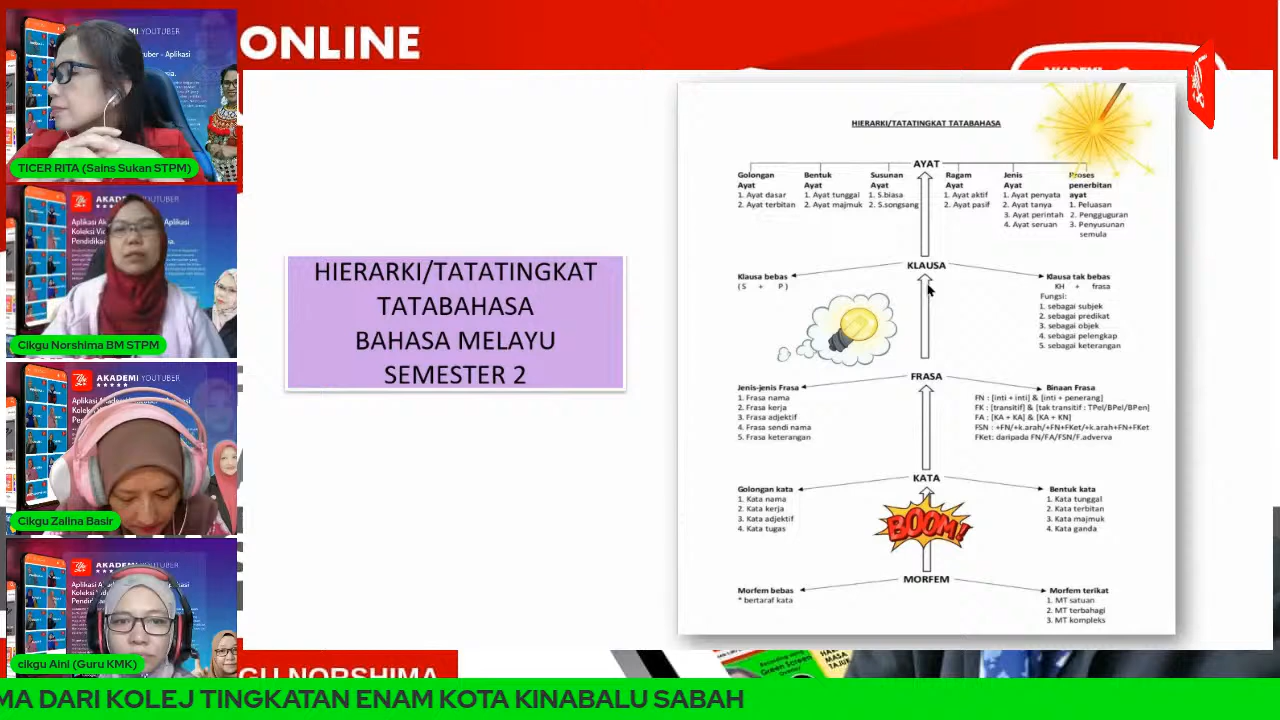 ONLINE
TICER RITA (Sains Sukan STPM)
AKADEMI YOUTUBER
Cikgu Norshima BM STPM
AKADEMI YOUTUBER
Cikgu Zalina Basir
AKADEMI YOUTUBER
cikgu Aini (Guru KMK)
HIERARKI/TATATINGKAT
TATABAHASA
BAHASA MELAYU
SEMESTER 2
HIERARKI/TATATINGKAT TATABAHASA
AYAT
Golongan Ayat
1. Ayat dasar
2. Ayat terbitan
Bentuk Ayat
1. Ayat tunggal
2. Ayat majmuk
Susunan Ayat
1. S.biasa
2. S.songsang
Ragam Ayat
1. Ayat aktif
2. Ayat pasif
Jenis Ayat
1. Ayat penyata
2. Ayat tanya
3. Ayat perintah
4. Ayat seruan
Proses penerbitan ayat
1. Peluasan
2. Pengguguran
3. Penyusunan semula
KLAUSA
Klausa bebas
( S + P )
Klausa tak bebas
KH + frasa
Fungsi:
1. sebagai subjek
2. sebagai predikat
3. sebagai objek
4. sebagai pelengkap
5. sebagai keterangan
FRASA
Jenis-jenis Frasa
1. Frasa nama
2. Frasa kerja
3. Frasa adjektif
4. Frasa sendi nama
5. Frasa keterangan
Binaan Frasa
FN : [inti + inti] & [inti + penerang]
FK : [transitif] & [tak transitif : TPel/BPel/BPen]
FA : [KA + KA] & [KA + KN]
FSN : +FN/+k.arah/+FN+FKet/+k.arah+FN+FKet
FKet: daripada FN/FA/FSN/F.adverva
KATA
Golongan kata
1. Kata nama
2. Kata kerja
3. Kata adjektif
4. Kata tugas
Bentuk kata
1. Kata tunggal
2. Kata terbitan
3. Kata majmuk
4. Kata ganda
BOOM!
MORFEM
Morfem bebas
* bertaraf kata
Morfem terikat
1. MT satuan
2. MT terbahagi
3. MT kompleks
GU NORSHIMA
MA DARI KOLEJ TINGKATAN ENAM KOTA KINABALU SABAH